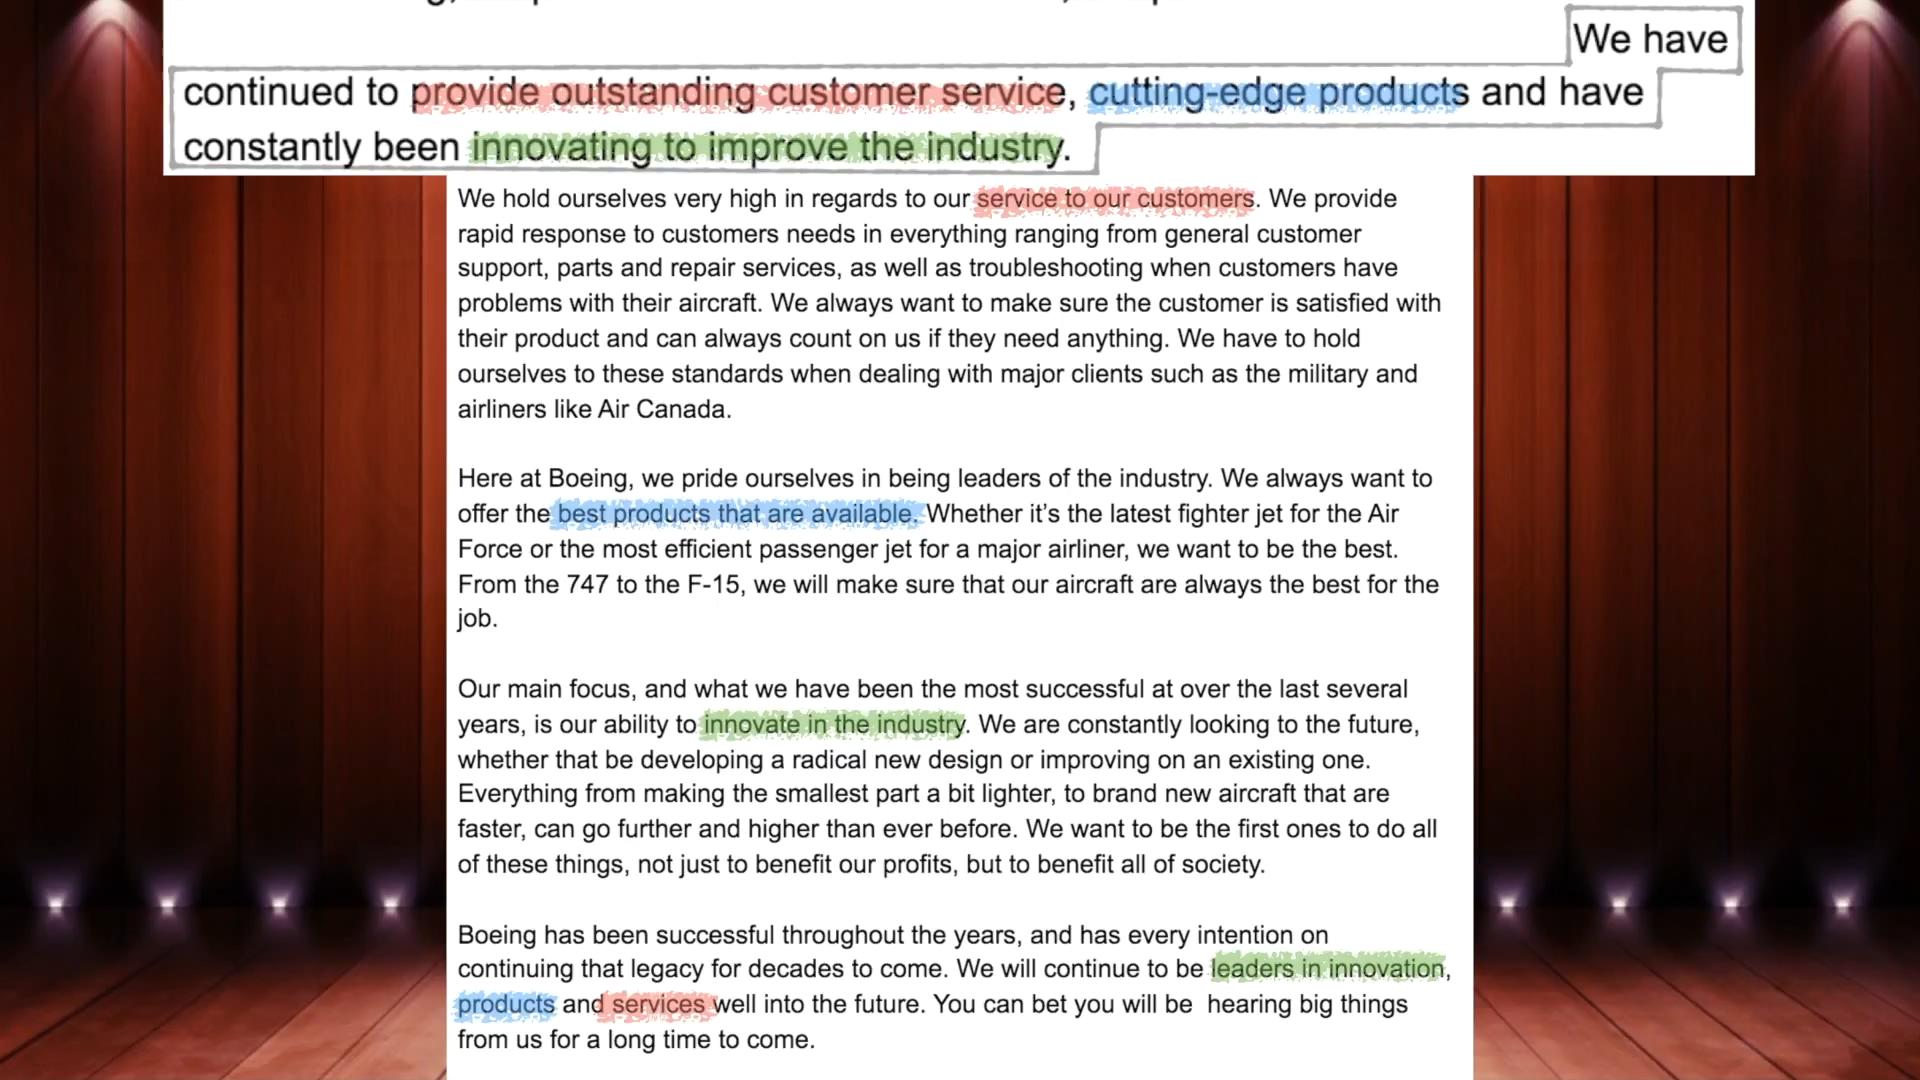 We have
continued to provide outstanding customer service, cutting-edge products and have
constantly been innovating to improve the industry.
We hold ourselves very high in regards to our service to our customers. We provide
rapid response to customers needs in everything ranging from general customer
support, parts and repair services, as well as troubleshooting when customers have
problems with their aircraft. We always want to make sure the customer is satisfied with
their product and can always count on us if they need anything. We have to hold
ourselves to these standards when dealing with major clients such as the military and
airliners like Air Canada.
Here at Boeing, we pride ourselves in being leaders of the industry. We always want to
offer the best products that are available. Whether it's the latest fighter jet for the Air
Force or the most efficient passenger jet for a major airliner, we want to be the best.
From the 747 to the F-15, we will make sure that our aircraft are always the best for the
job.
Our main focus, and what we have been the most successful at over the last several
years, is our ability to innovate in the industry. We are constantly looking to the future,
whether that be developing a radical new design or improving on an existing one.
Everything from making the smallest part a bit lighter, to brand new aircraft that are
faster, can go further and higher than ever before. We want to be the first ones to do all
of these things, not just to benefit our profits, but to benefit all of society.
Boeing has been successful throughout the years, and has every intention on
continuing that legacy for decades to come. We will continue to be leaders in innovation,
products and services well into the future. You can bet you will be hearing big things
from us for a long time to come.